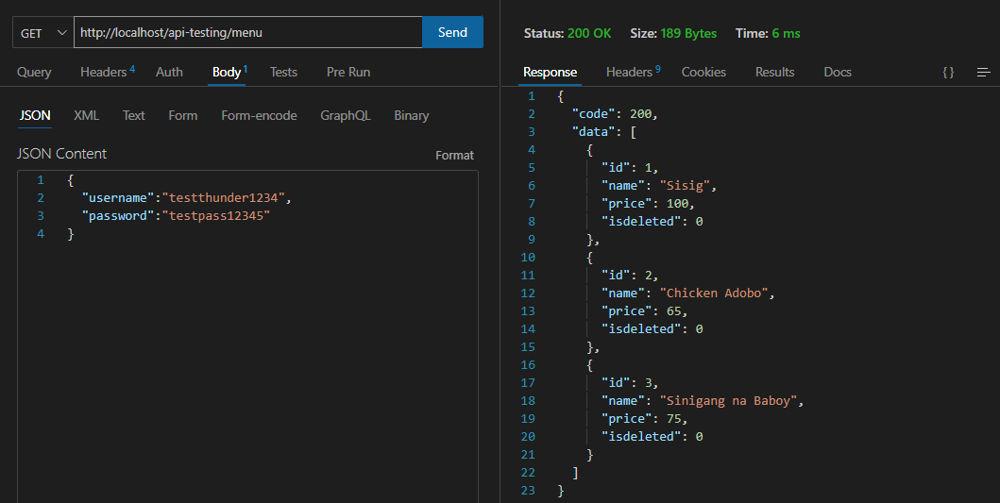 GET http://localhost/api-testing/menu Send
Query Headers 4 Auth Body 1 Tests Pre Run
JSON XML Text Form Form-encode GraphQL Binary
JSON Content Format
1 {
2 "username":"testthunder1234",
3 "password":"testpass12345"
4 }
Status: 200 OK Size: 189 Bytes Time: 6 ms
Response Headers 9 Cookies Results Docs {}
1 {
2 "code": 200,
3 "data": [
4 {
5 "id": 1,
6 "name": "Sisig",
7 "price": 100,
8 "isdeleted": 0
9 },
10 {
11 "id": 2,
12 "name": "Chicken Adobo",
13 "price": 65,
14 "isdeleted": 0
15 },
16 {
17 "id": 3,
18 "name": "Sinigang na Baboy",
19 "price": 75,
20 "isdeleted": 0
21 }
22 ]
23 }